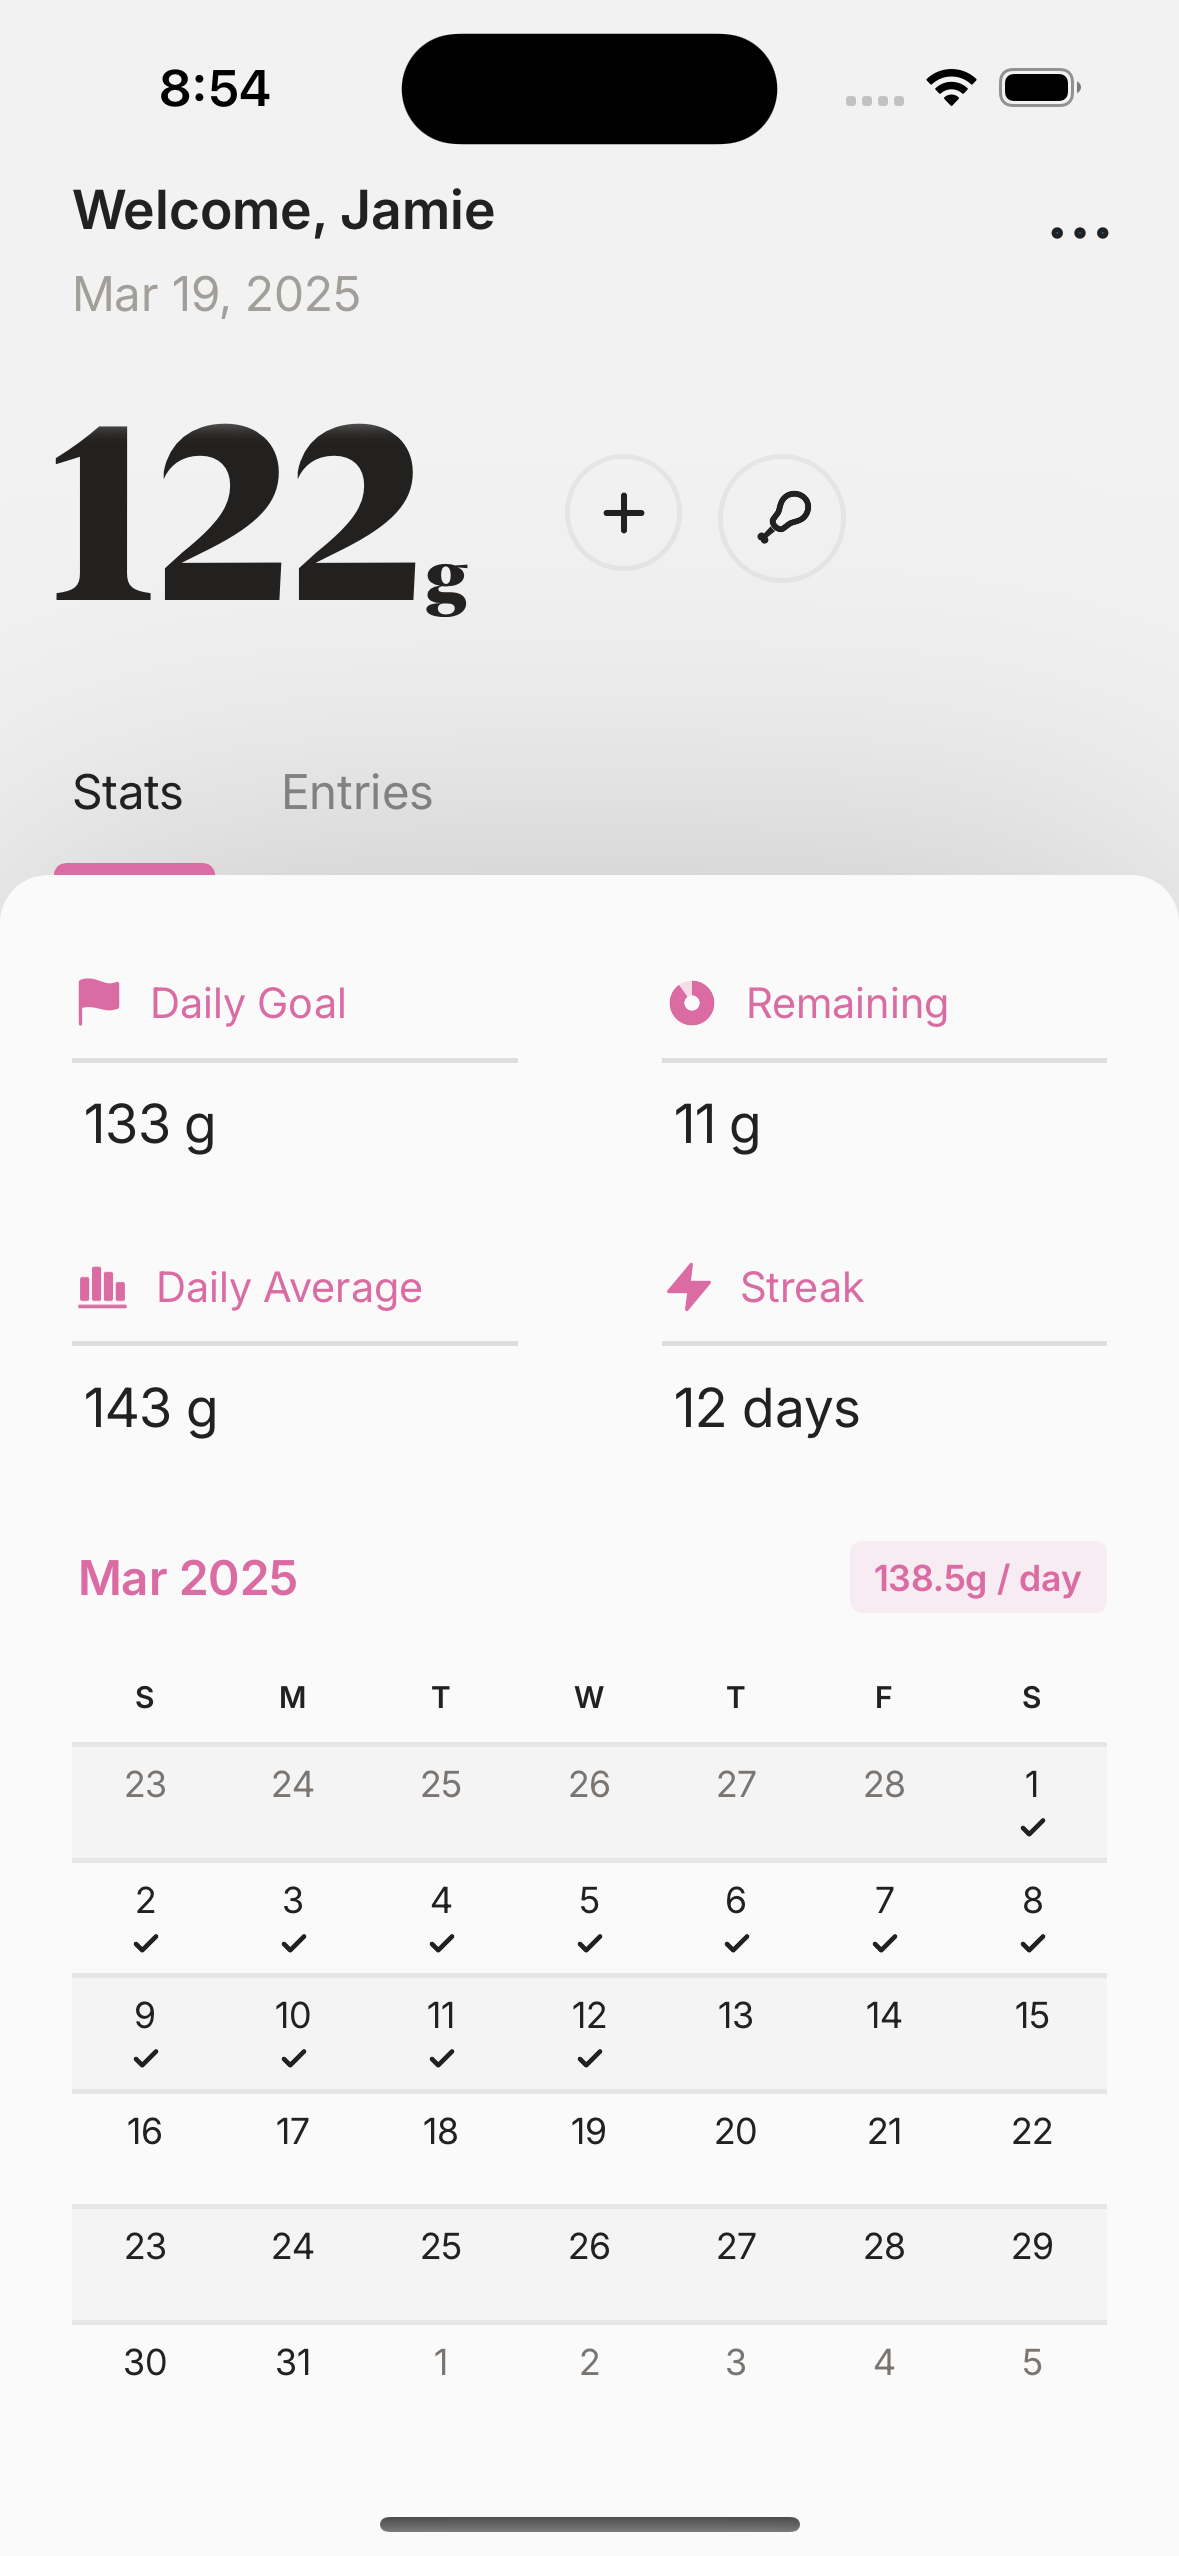 8:54
Welcome, Jamie
Mar 19, 2025
122g
Stats Entries
Daily Goal Remaining
133 g 11 g
Daily Average Streak
143 g 12 days
Mar 2025 138.5g / day
S M T W T F S
23 24 25 26 27 28 1
2 3 4 5 6 7 8
9 10 11 12 13 14 15
16 17 18 19 20 21 22
23 24 25 26 27 28 29
30 31 1 2 3 4 5